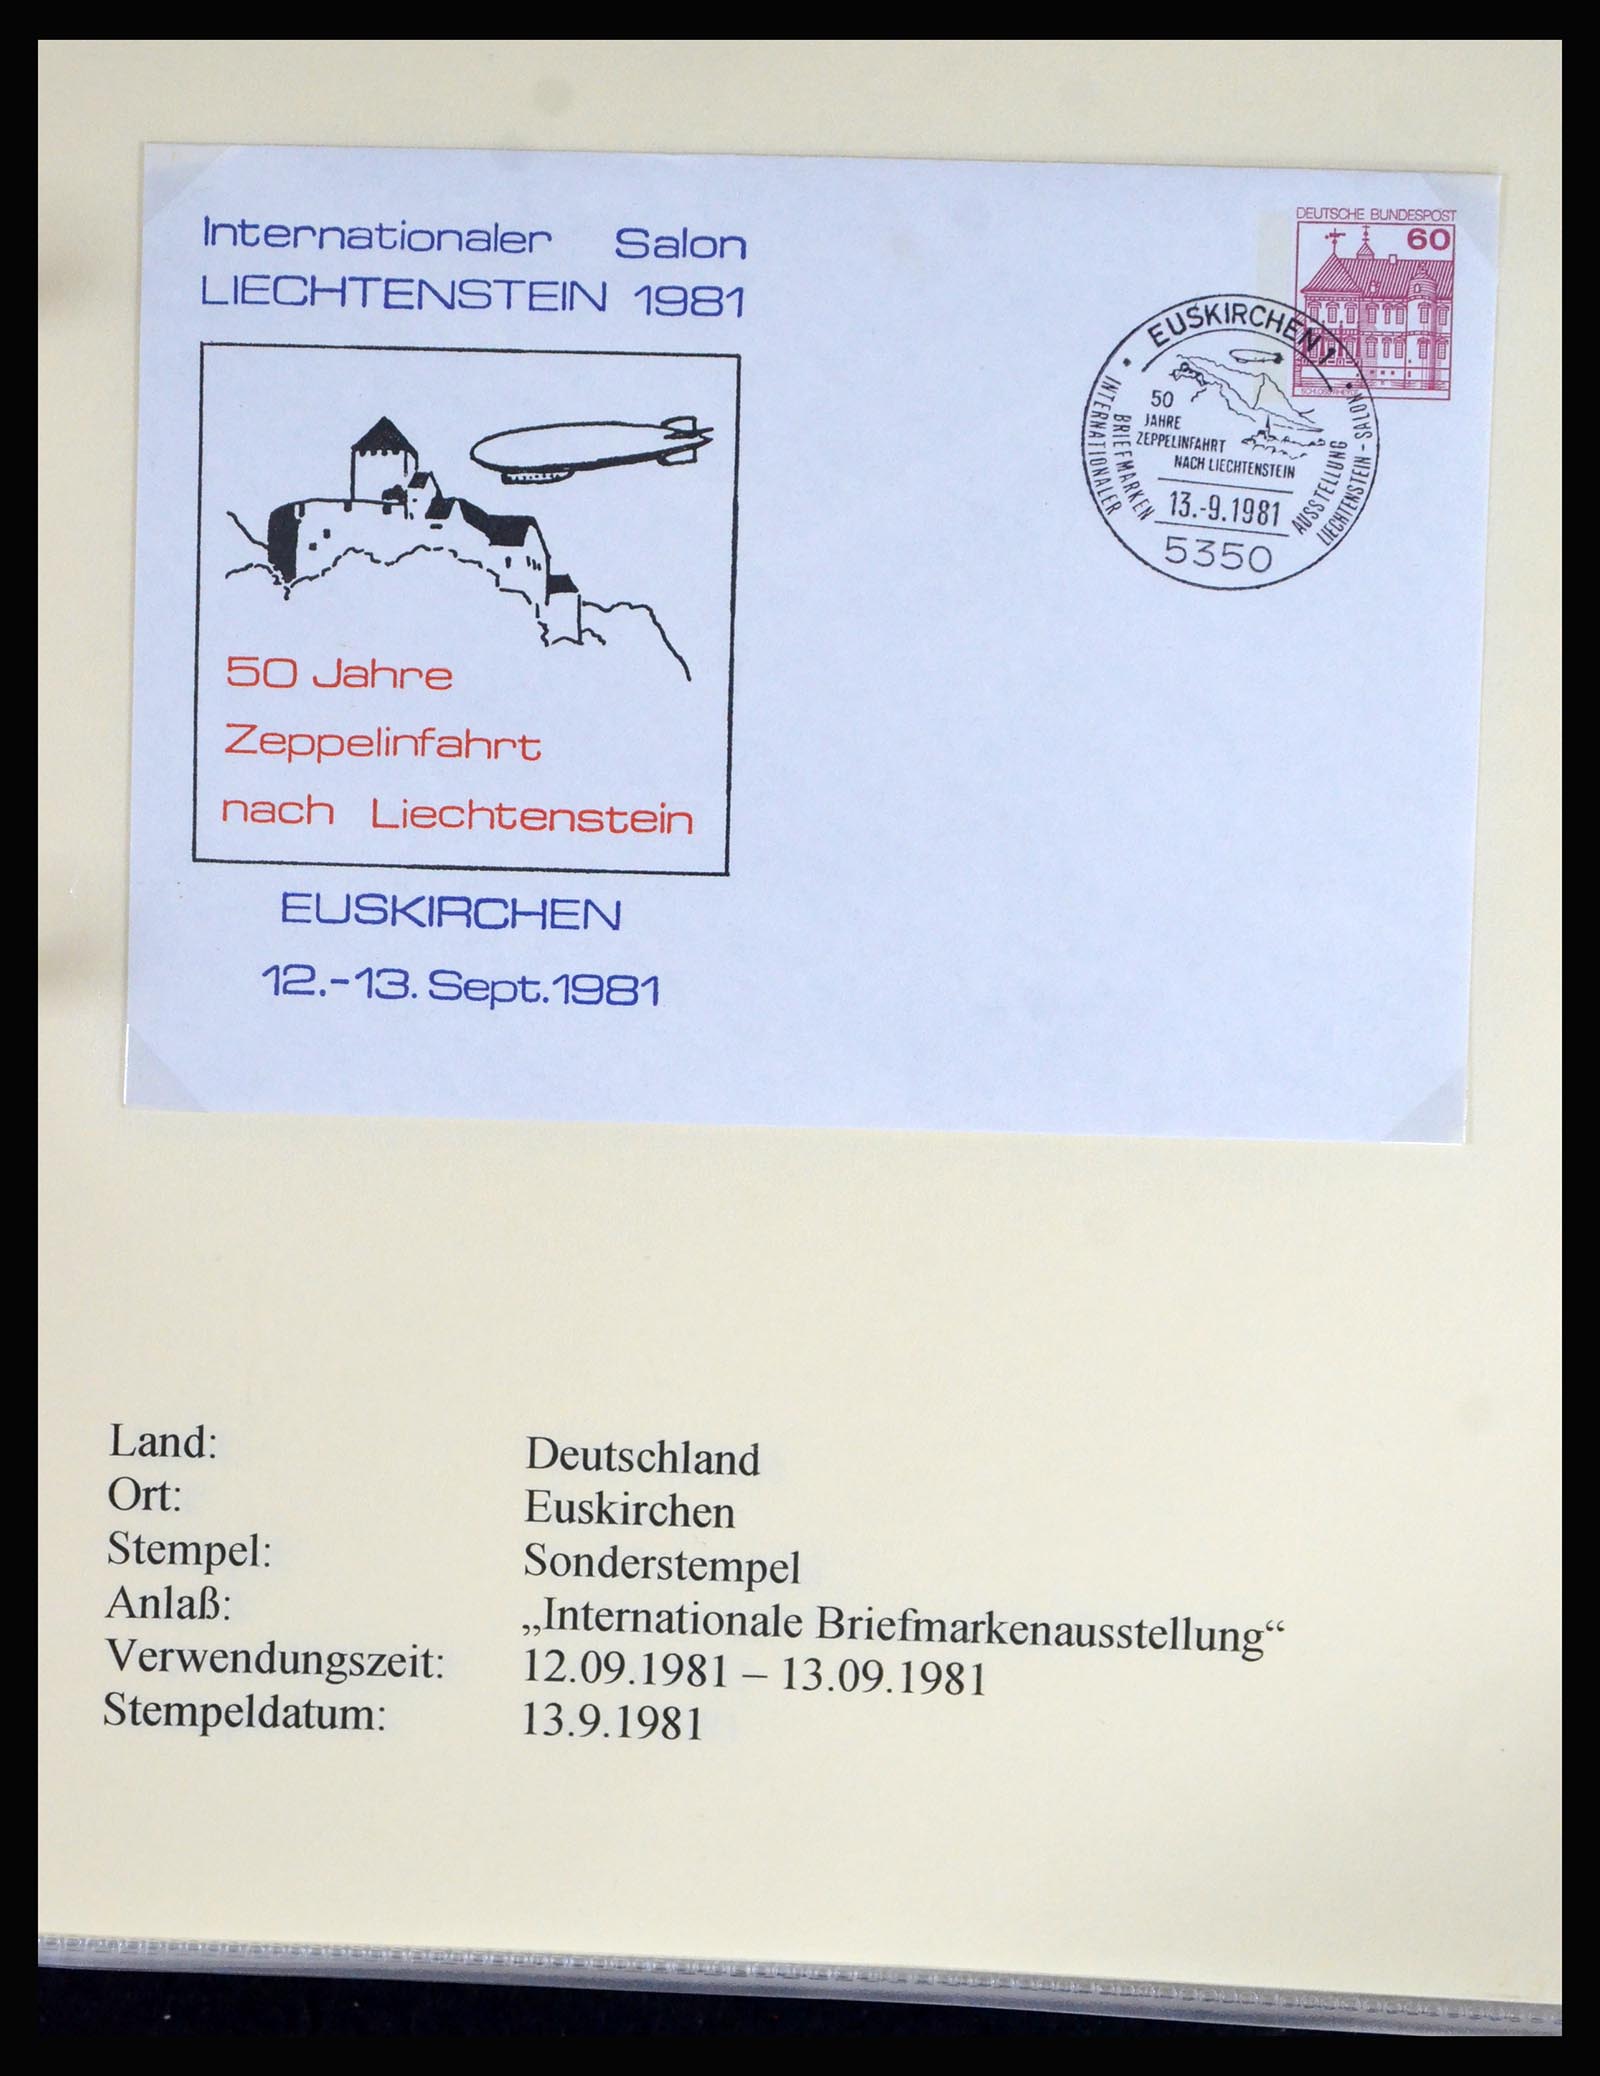 Internationaler Salon
LIECHTENSTEIN 1981
50 Jahre
Zeppelinfahrt
nach Liechtenstein
EUSKIRCHEN
12.-13. Sept. 1981
DEUTSCHE BUNDESPOST
60
EUSKIRCHEN 1
50
JAHRE
ZEPPELINFAHRT
NACH LIECHTENSTEIN
13.-9.1981
5350
INTERNATIONALER
BRIEFMARKEN
AUSSTELLUNG
SALON - LIECHTENSTEIN -
Land: Deutschland
Ort: Euskirchen
Stempel: Sonderstempel
Anlaß: „Internationale Briefmarkenausstellung“
Verwendungszeit: 12.09.1981 – 13.09.1981
Stempeldatum: 13.9.1981